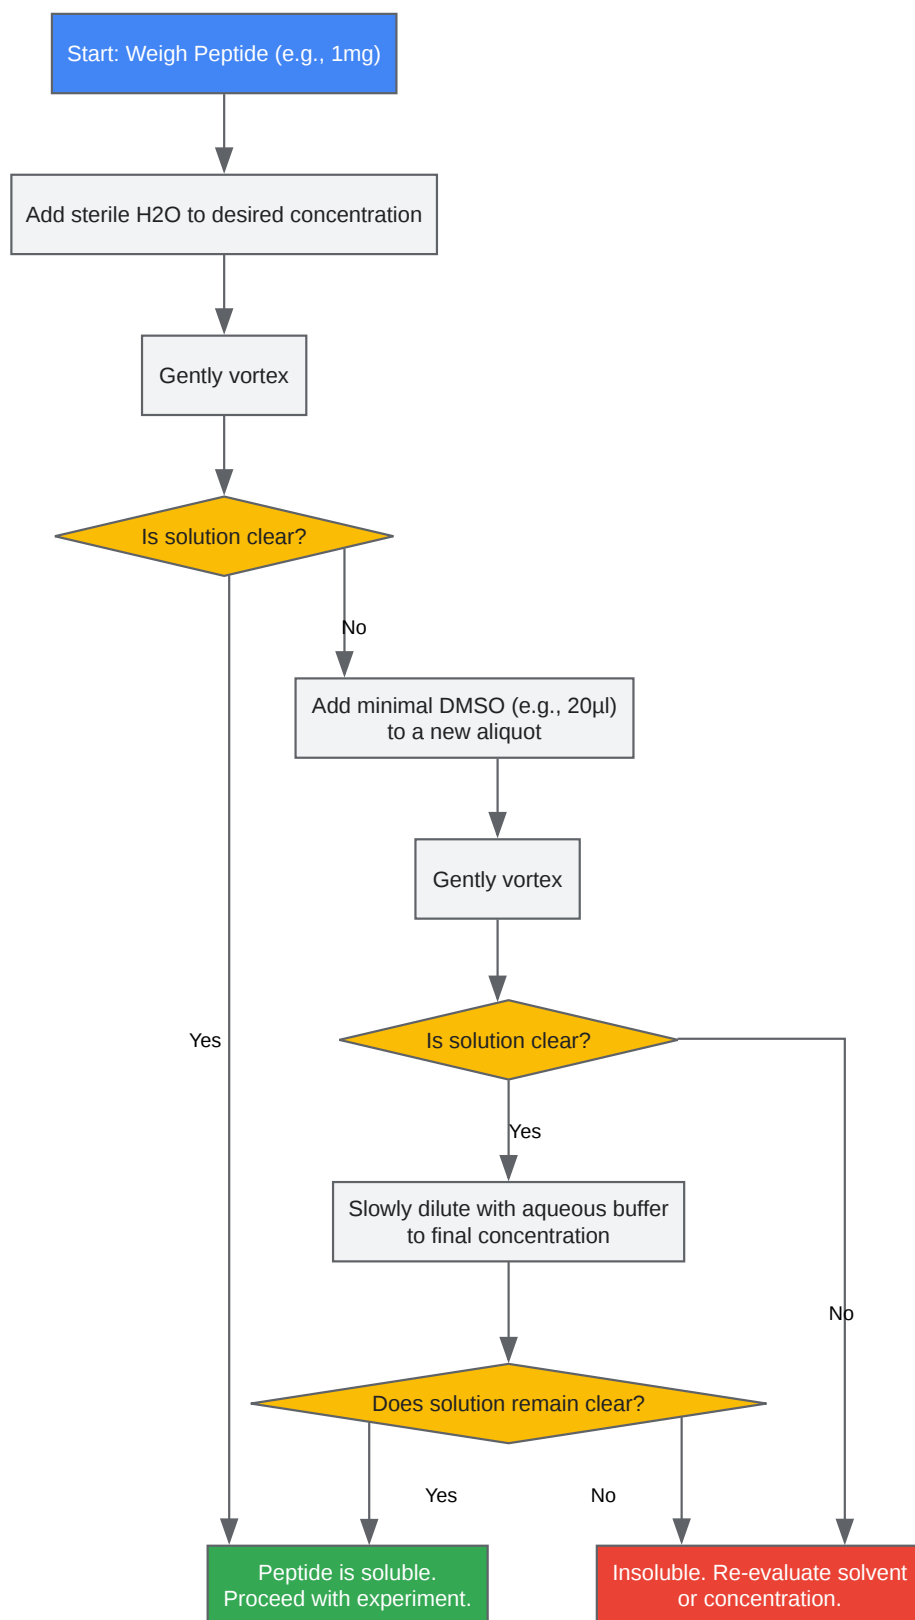 Start: Weigh Peptide (e.g., 1mg)
Add sterile H2O to desired concentration
Gently vortex
Is solution clear?
No
Add minimal DMSO (e.g., 20µl)
to a new aliquot
Gently vortex
Yes
Is solution clear?
Yes
Slowly dilute with aqueous buffer
to final concentration
No
Does solution remain clear?
Yes
No
Peptide is soluble.
Proceed with experiment.
Insoluble. Re-evaluate solvent
or concentration.